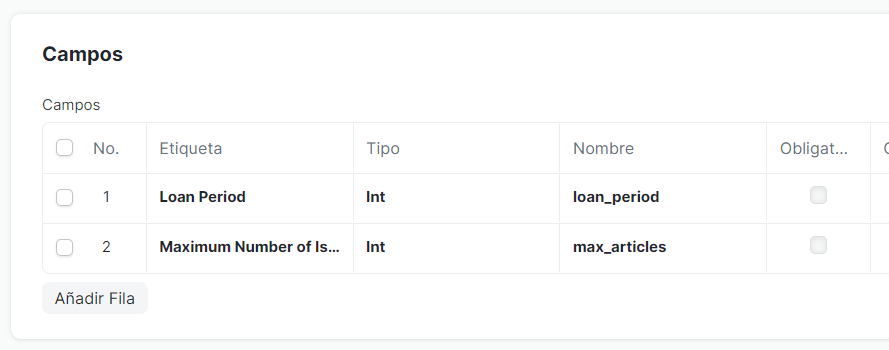 Campos
Campos
No. Etiqueta Tipo Nombre Obligat...
1 Loan Period Int loan_period
2 Maximum Number of Is... Int max_articles
Añadir Fila